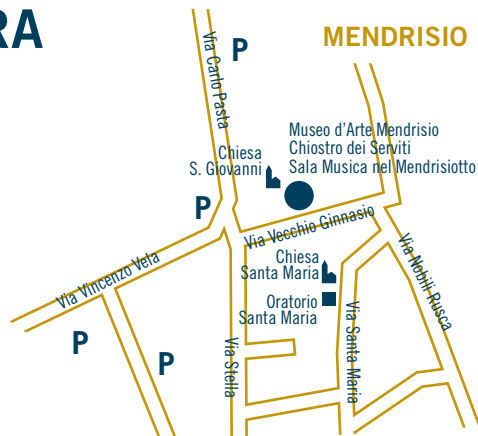 RA
MENDRISIO
Via Carlo Pasta
P
Museo d'Arte Mendrisio
Chiostro dei Serviti
Sala Musica nel Mendrisiotto
Chiesa
S. Giovanni
P
Via Vecchio Ginnasio
Via Vincenzo Vela
Chiesa
Santa Maria
Oratorio
Santa Maria
Via Nobili Rusca
P
P
Via Stella
Via Santa Maria